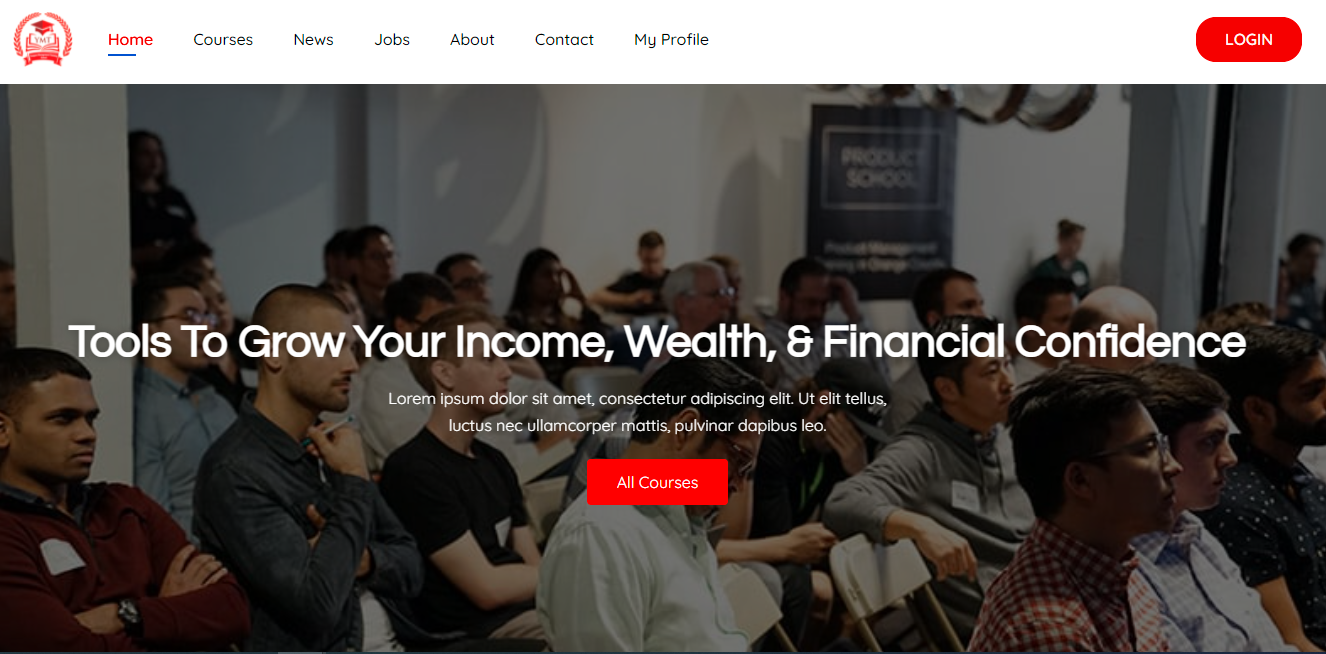 YMT
Home
Courses
News
Jobs
About
Contact
My Profile
LOGIN
PRODUCT
SCHOOL
Product Management
Tools To Grow Your Income, Wealth, & Financial Confidence
Lorem ipsum dolor sit amet, consectetur adipiscing elit. Ut elit tellus,
luctus nec ullamcorper mattis, pulvinar dapibus leo.
All Courses